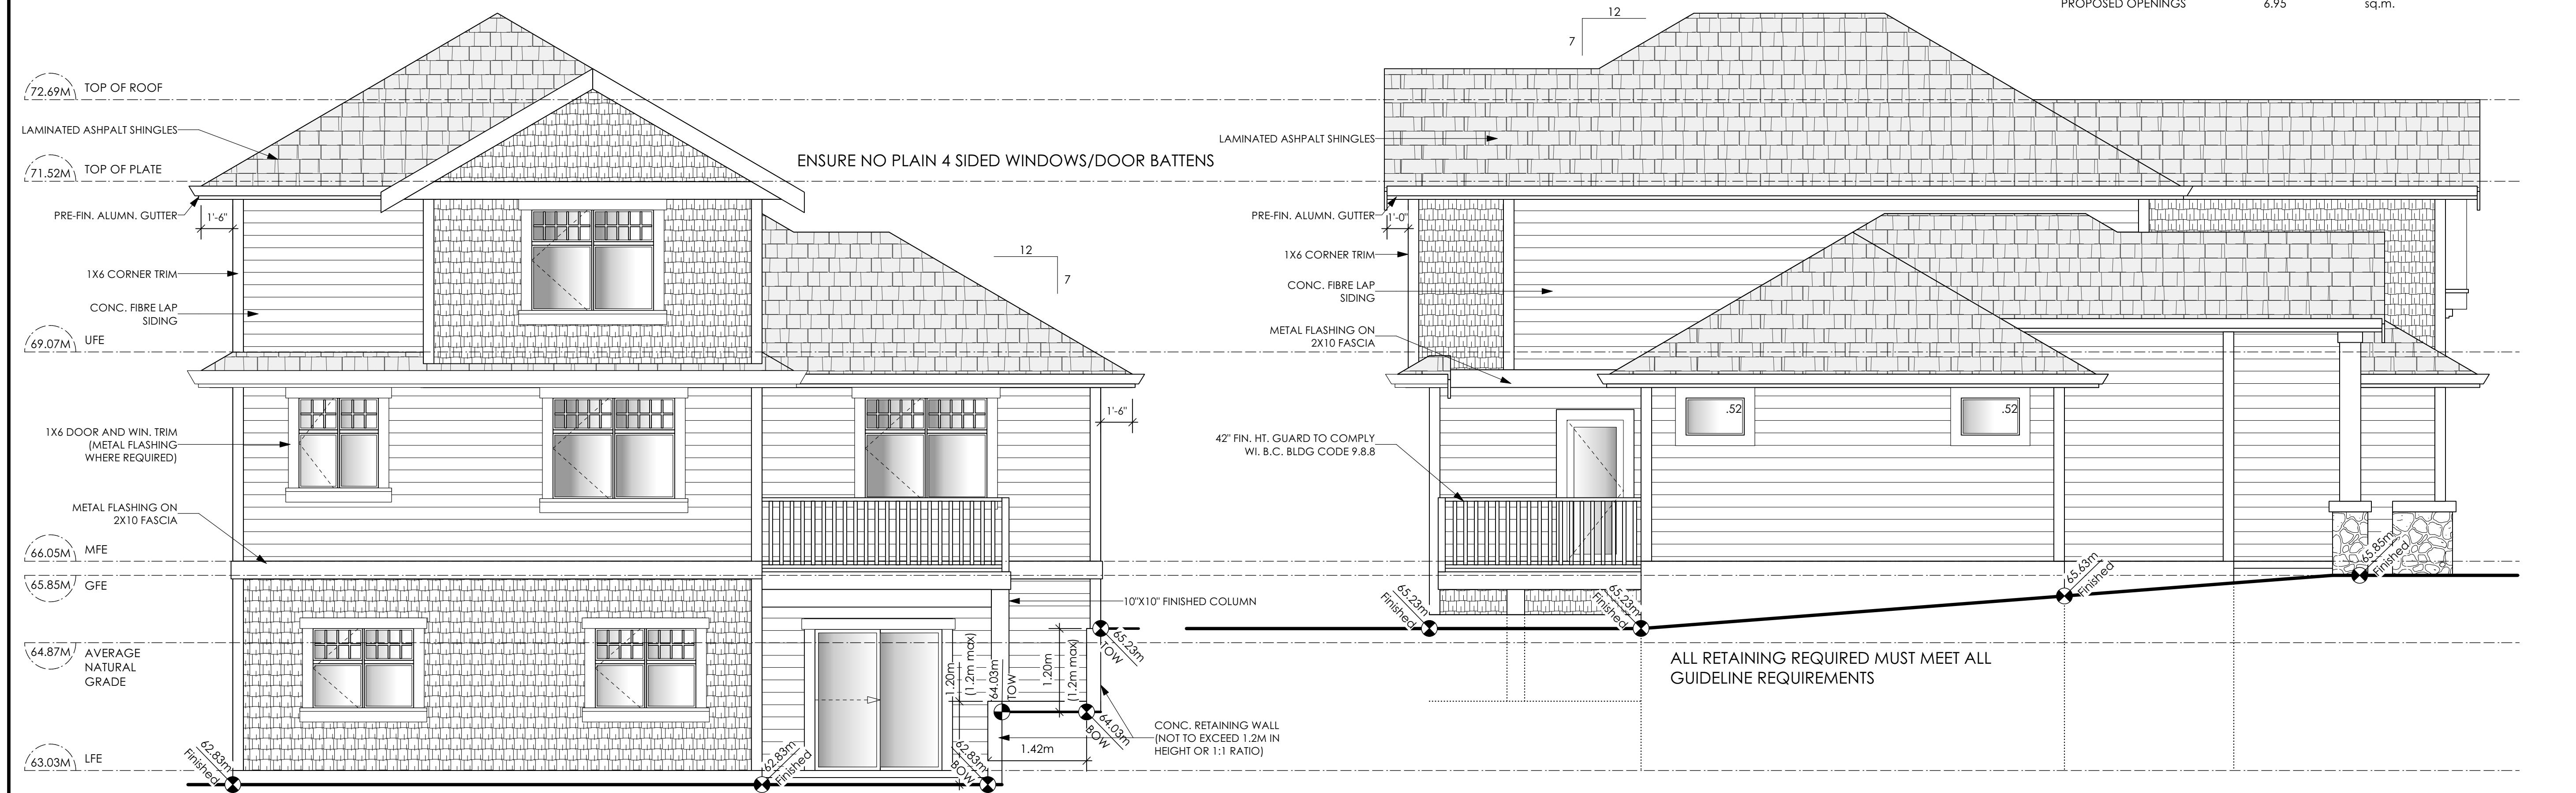 PROPOSED OPENINGS 6.95 sq.m.
12
7
72.69M TOP OF ROOF
LAMINATED ASHPALT SHINGLES
71.52M TOP OF PLATE
PRE-FIN. ALUMN. GUTTER
1'-6"
1X6 CORNER TRIM
CONC. FIBRE LAP
SIDING
69.07M UFE
1X6 DOOR AND WIN. TRIM
(METAL FLASHING
WHERE REQUIRED)
METAL FLASHING ON
2X10 FASCIA
66.05M MFE
65.85M GFE
64.87M AVERAGE
NATURAL
GRADE
63.03M LFE
62.83m
Finished
62.83m
Finished
62.83m
BOW
ENSURE NO PLAIN 4 SIDED WINDOWS/DOOR BATTENS
12
7
1'-6"
10"X10" FINISHED COLUMN
1.20m
(1.2m max)
64.03m
TOW
1.20m
(1.2m max)
65.23m
TOW
64.03m
BOW
1.42m
CONC. RETAINING WALL
(NOT TO EXCEED 1.2M IN
HEIGHT OR 1:1 RATIO)
LAMINATED ASHPALT SHINGLES
PRE-FIN. ALUMN. GUTTER
1'-0"
1X6 CORNER TRIM
CONC. FIBRE LAP
SIDING
METAL FLASHING ON
2X10 FASCIA
42" FIN. HT. GUARD TO COMPLY
WI. B.C. BLDG CODE 9.8.8
.52
.52
65.23m
Finished
65.23m
Finished
65.63m
Finished
65.85m
Finished
ALL RETAINING REQUIRED MUST MEET ALL
GUIDELINE REQUIREMENTS